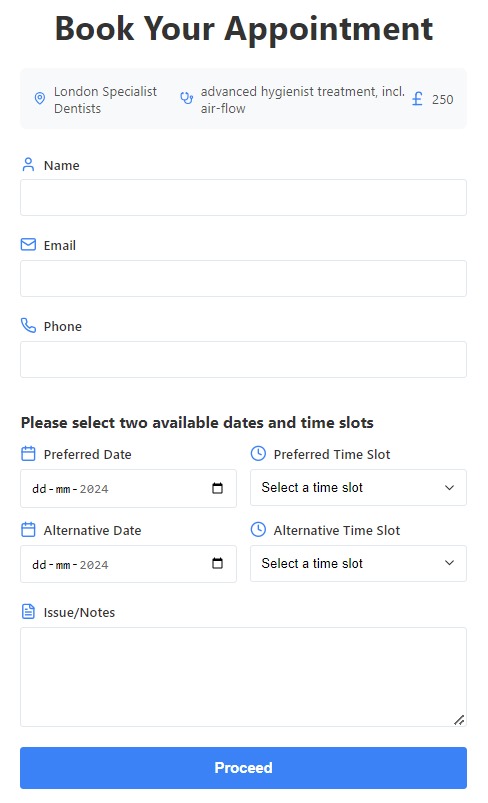 Book Your Appointment
London Specialist
Dentists
advanced hygienist treatment, incl.
air-flow
£ 250
Name
Email
Phone
Please select two available dates and time slots
Preferred Date
Preferred Time Slot
dd-mm-2024
Select a time slot
Alternative Date
Alternative Time Slot
dd-mm-2024
Select a time slot
Issue/Notes
Proceed